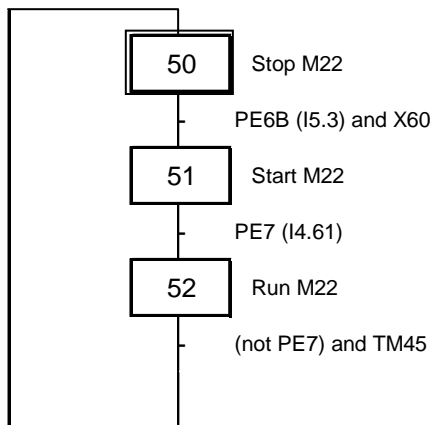 50 Stop M22
PE6B (I5.3) and X60
51 Start M22
PE7 (I4.61)
52 Run M22
(not PE7) and TM45